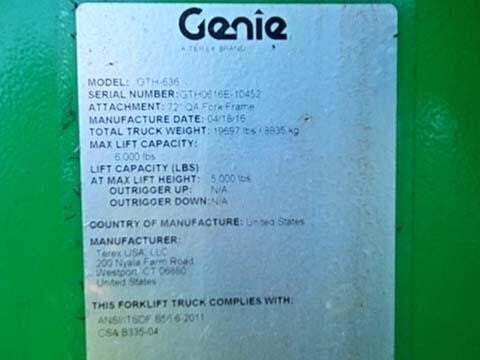 Genie
A TEREX BRAND
MODEL: GTH-636
SERIAL NUMBER: GTH0616E-10452
ATTACHMENT: 72" QA Fork Frame
MANUFACTURE DATE: 04/18/16
TOTAL TRUCK WEIGHT: 19697 lbs / 8935 kg
MAX LIFT CAPACITY:
6,000 lbs
LIFT CAPACITY (LBS)
AT MAX LIFT HEIGHT: 5,000 lbs
OUTRIGGER UP: N/A
OUTRIGGER DOWN: N/A
COUNTRY OF MANUFACTURE: United States
MANUFACTURER:
Terex USA, LLC
200 Nyala Farm Road
Westport, CT 06880
United States
THIS FORKLIFT TRUCK COMPLIES WITH:
ANSI/ITSDF B56.6-2011
CSA B335-04